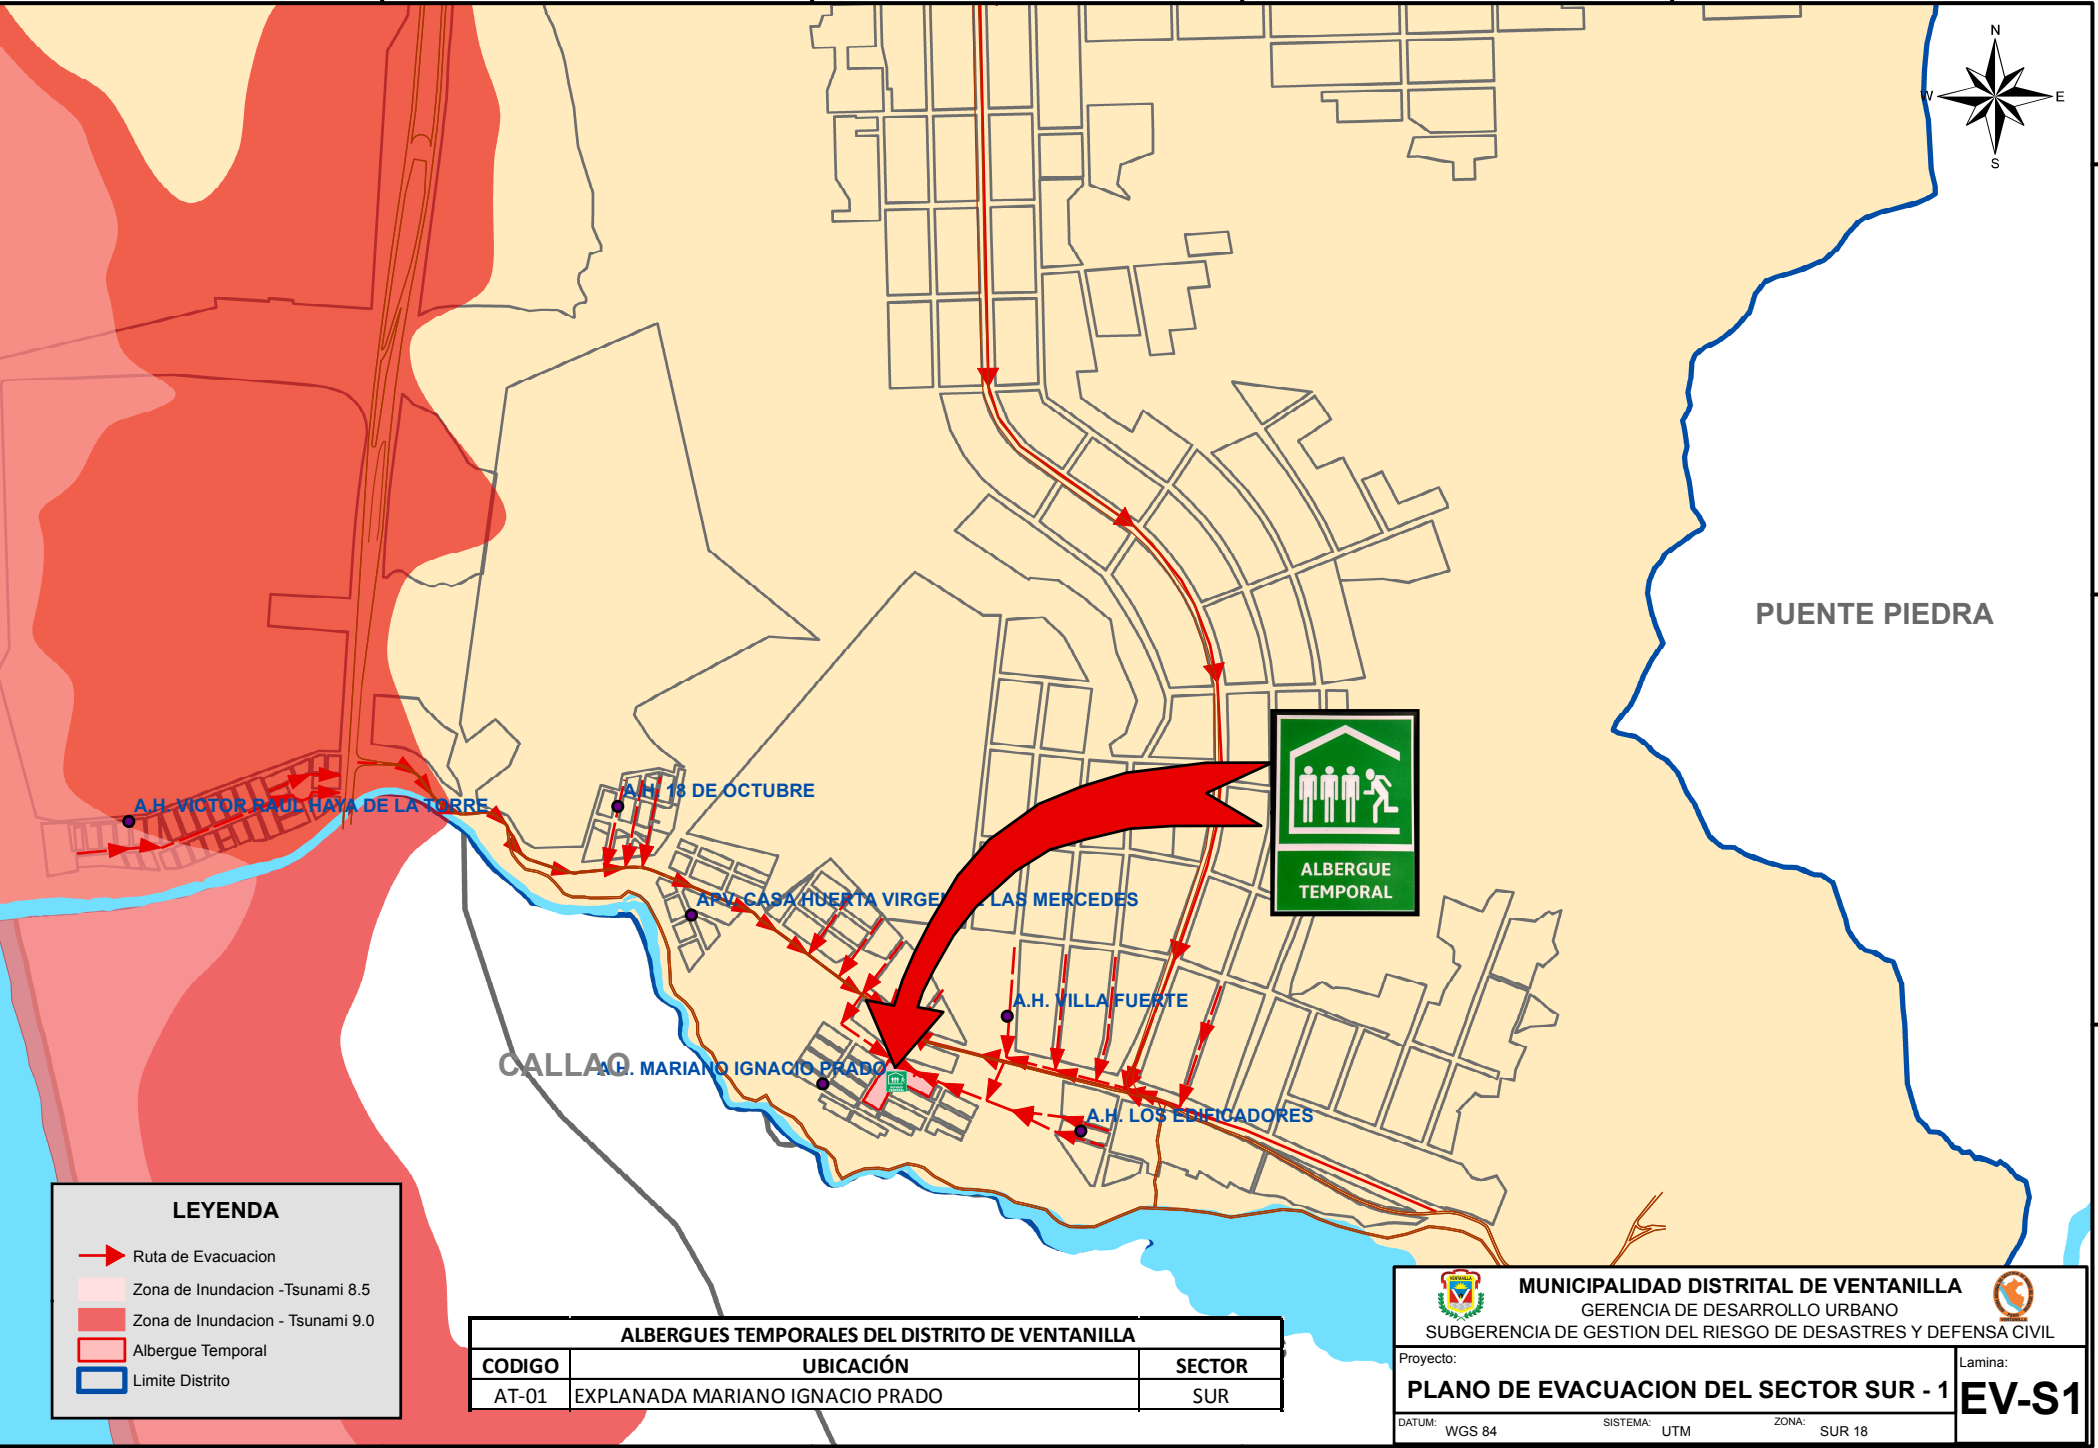 N
W
E
S
PUENTE PIEDRA
A.H. VICTOR RAUL HAYA DE LA TORRE
A.H. 18 DE OCTUBRE
ALBERGUE
TEMPORAL
APV. CASA HUERTA VIRGEN LAS MERCEDES
A.H. VILLA FUERTE
CALLAO
A.H. MARIANO IGNACIO PRADO
A.H. LOS EDIFICADORES
LEYENDA
Ruta de Evacuacion
Zona de Inundacion -Tsunami 8.5
Zona de Inundacion - Tsunami 9.0
Albergue Temporal
Limite Distrito
ALBERGUES TEMPORALES DEL DISTRITO DE VENTANILLA
CODIGO UBICACIÓN SECTOR
AT-01 EXPLANADA MARIANO IGNACIO PRADO SUR
MUNICIPALIDAD DISTRITAL DE VENTANILLA
GERENCIA DE DESARROLLO URBANO
SUBGERENCIA DE GESTION DEL RIESGO DE DESASTRES Y DEFENSA CIVIL
Proyecto:
PLANO DE EVACUACION DEL SECTOR SUR - 1
Lamina:
EV-S1
DATUM: WGS 84 SISTEMA: UTM ZONA: SUR 18